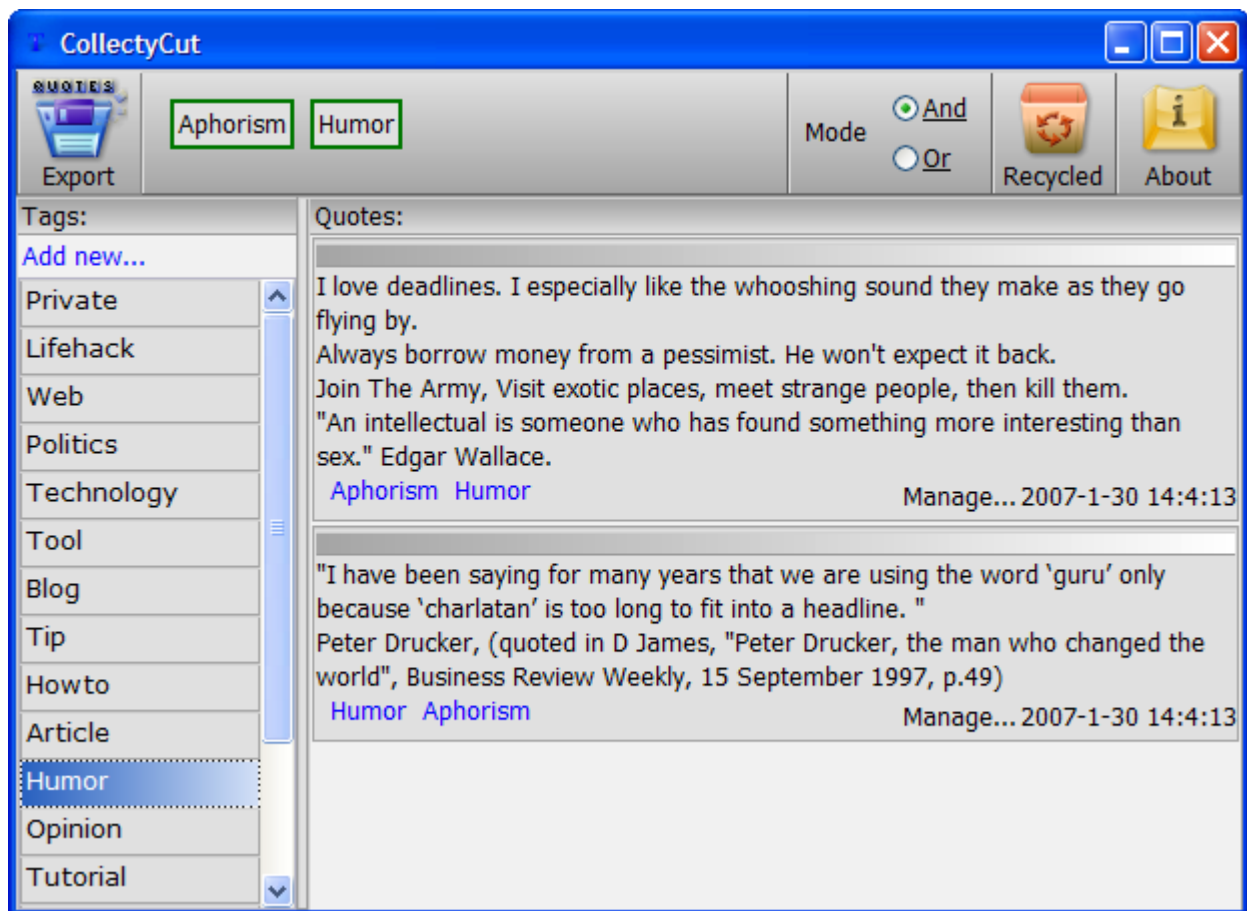 CollectyCut
QUOTES
Export
Aphorism Humor
Mode
And
Or
Recycled
About
Tags:
Add new...
Private
Lifehack
Web
Politics
Technology
Tool
Blog
Tip
Howto
Article
Humor
Opinion
Tutorial
Quotes:
I love deadlines. I especially like the whooshing sound they make as they go
flying by.
Always borrow money from a pessimist. He won't expect it back.
Join The Army, Visit exotic places, meet strange people, then kill them.
"An intellectual is someone who has found something more interesting than
sex." Edgar Wallace.
Aphorism Humor Manage... 2007-1-30 14:4:13
"I have been saying for many years that we are using the word ‘guru’ only
because ‘charlatan’ is too long to fit into a headline. "
Peter Drucker, (quoted in D James, "Peter Drucker, the man who changed the
world", Business Review Weekly, 15 September 1997, p.49)
Humor Aphorism Manage... 2007-1-30 14:4:13